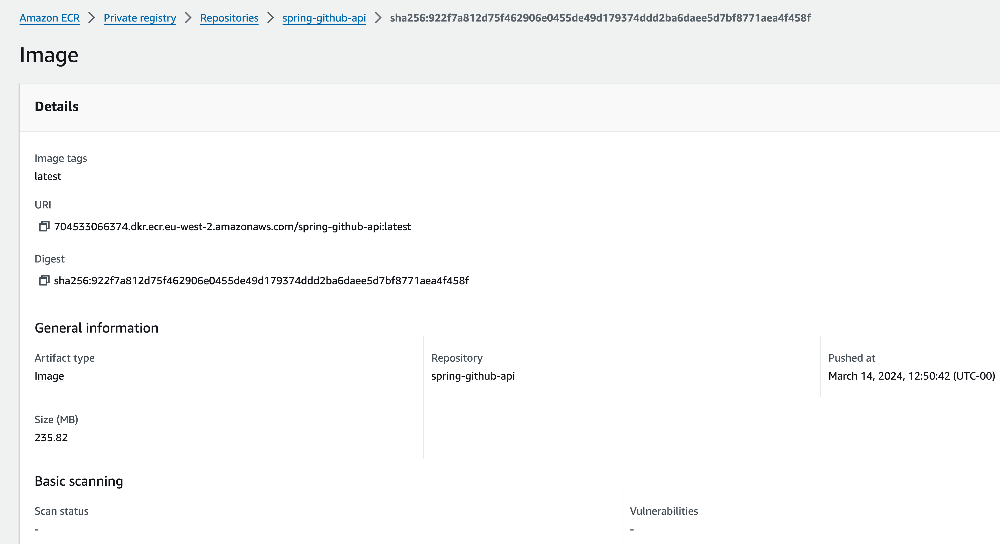 Amazon ECR > Private registry > Repositories > spring-github-api > sha256:922f7a812d75f462906e0455de49d179374ddd2ba6daee5d7bf8771aea4f458f
Image
Details
Image tags
latest
URI
704533066374.dkr.ecr.eu-west-2.amazonaws.com/spring-github-api:latest
Digest
sha256:922f7a812d75f462906e0455de49d179374ddd2ba6daee5d7bf8771aea4f458f
General information
Artifact type
Image
Repository
spring-github-api
Pushed at
March 14, 2024, 12:50:42 (UTC-00)
Size (MB)
235.82
Basic scanning
Scan status
-
Vulnerabilities
-